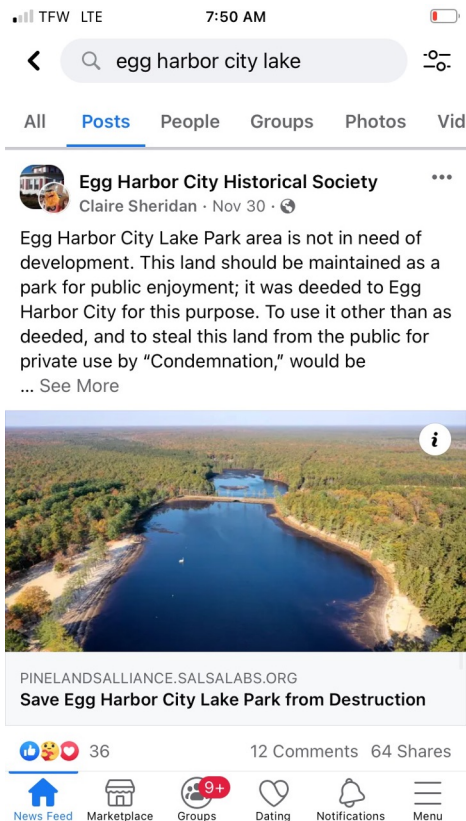 TFW LTE 7:50 AM
egg harbor city lake
All Posts People Groups Photos Vid
Egg Harbor City Historical Society
Claire Sheridan · Nov 30 ·
Egg Harbor City Lake Park area is not in need of
development. This land should be maintained as a
park for public enjoyment; it was deeded to Egg
Harbor City for this purpose. To use it other than as
deeded, and to steal this land from the public for
private use by “Condemnation,” would be
... See More
i
PINELANDSALLIANCE.SALSALABS.ORG
Save Egg Harbor City Lake Park from Destruction
36 12 Comments 64 Shares
9+
News Feed Marketplace Groups Dating Notifications Menu